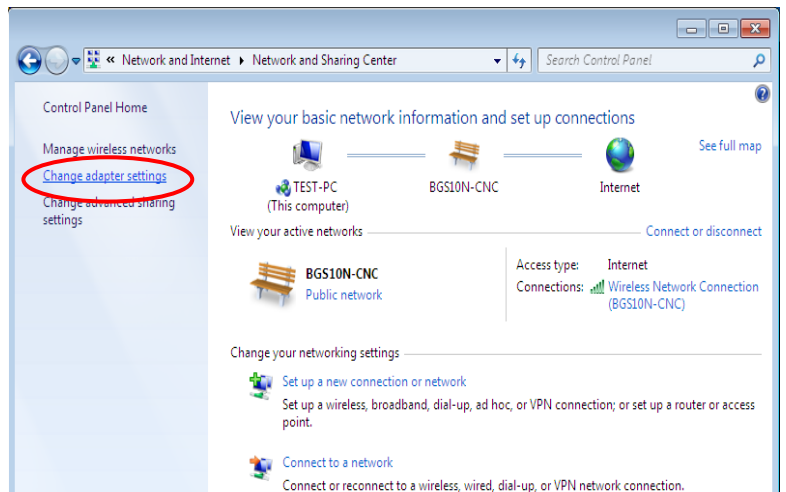 « Network and Internet ▸ Network and Sharing Center
Search Control Panel
Control Panel Home
Manage wireless networks
Change adapter settings
Change advanced sharing
settings
View your basic network information and set up connections
See full map
TEST-PC
(This computer)
BGS10N-CNC
Internet
View your active networks
Connect or disconnect
BGS10N-CNC
Public network
Access type: Internet
Connections: Wireless Network Connection
(BGS10N-CNC)
Change your networking settings
Set up a new connection or network
Set up a wireless, broadband, dial-up, ad hoc, or VPN connection; or set up a router or access
point.
Connect to a network
Connect or reconnect to a wireless, wired, dial-up, or VPN network connection.